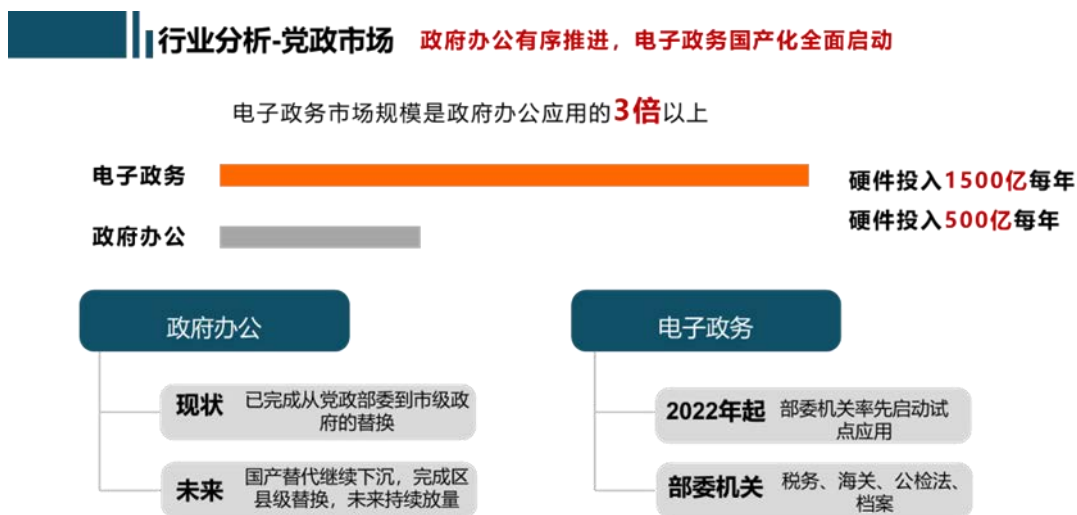 行业分析-党政市场 政府办公有序推进，电子政务国产化全面启动
电子政务市场规模是政府办公应用的3倍以上
电子政务
硬件投入1500亿每年
政府办公
硬件投入500亿每年
政府办公
现状
已完成从党政部委到市级政
府的替换
未来
国产替代继续下沉，完成区
县级替换，未来持续放量
电子政务
2022年起
部委机关率先启动试
点应用
部委机关
税务、海关、公检法、
档案